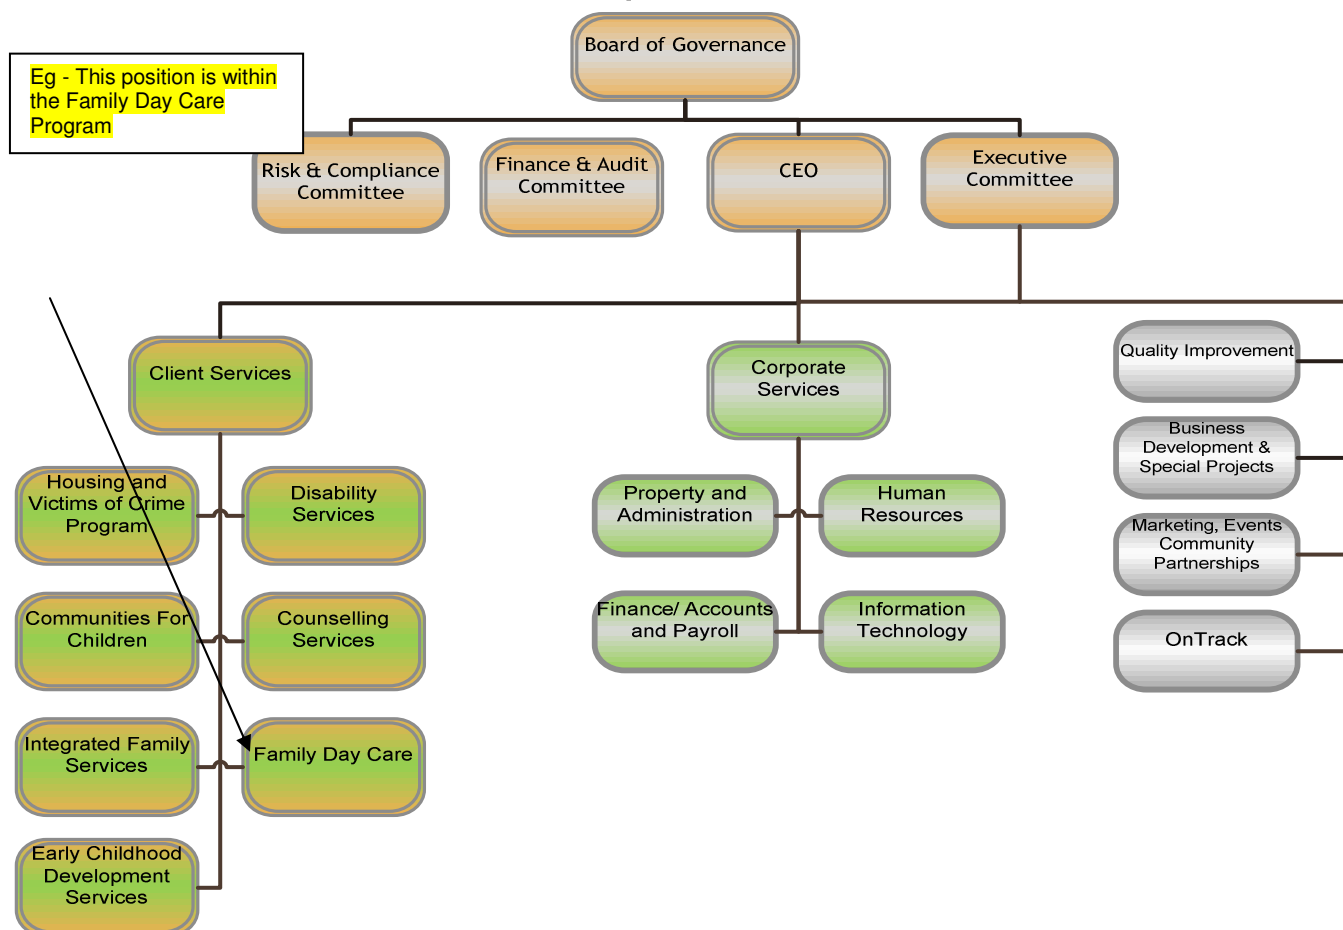 Board of Governance
Eg - This position is within
the Family Day Care
Program
Risk & Compliance
Committee
Finance & Audit
Committee
CEO
Executive
Committee
Client Services
Corporate
Services
Quality Improvement
Business
Development &
Special Projects
Marketing, Events
Community
Partnerships
OnTrack
Housing and
Victims of Crime
Program
Disability
Services
Property and
Administration
Human
Resources
Communities For
Children
Counselling
Services
Finance/ Accounts
and Payroll
Information
Technology
Integrated Family
Services
Family Day Care
Early Childhood
Development
Services